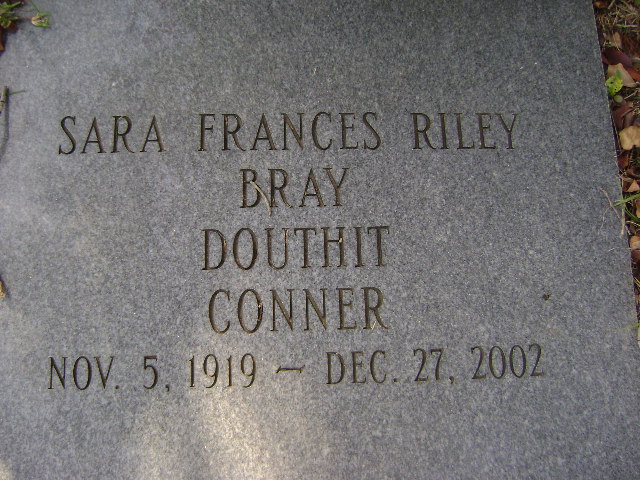 SARA FRANCES RILEY
BRAY
DOUTHIT
CONNER
NOV. 5, 1919 ~ DEC. 27, 2002